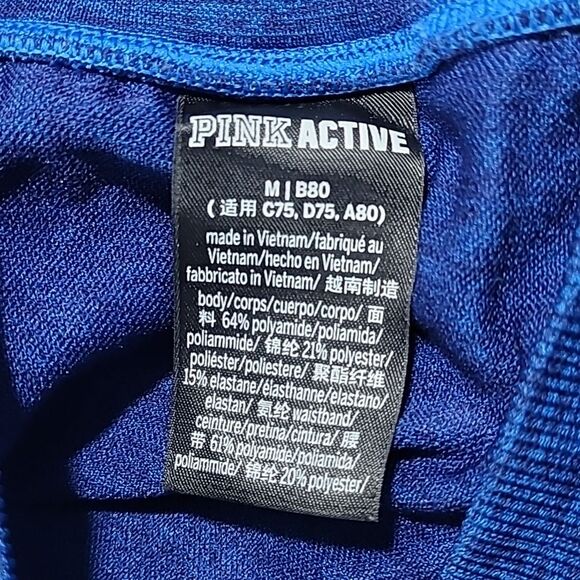 PINK ACTIVE
M | B80
( 适用 C75, D75, A80)
made in Vietnam/fabriqué au
Vietnam/hecho en Vietnam/
fabbricato in Vietnam/ 越南制造
body/corps/cuerpo/corpo/ 面
料 64% polyamide/poliamida/
poliammide/ 锦纶 21% polyester/
poliéster/poliestere/ 聚酯纤维
15% elastane/élasthanne/elastano/
elastan/ 氨纶 waistband/
ceinture/pretina/cintura/ 腰
带 61% polyamide/poliamida/
poliammide/ 锦纶 20% polyester/